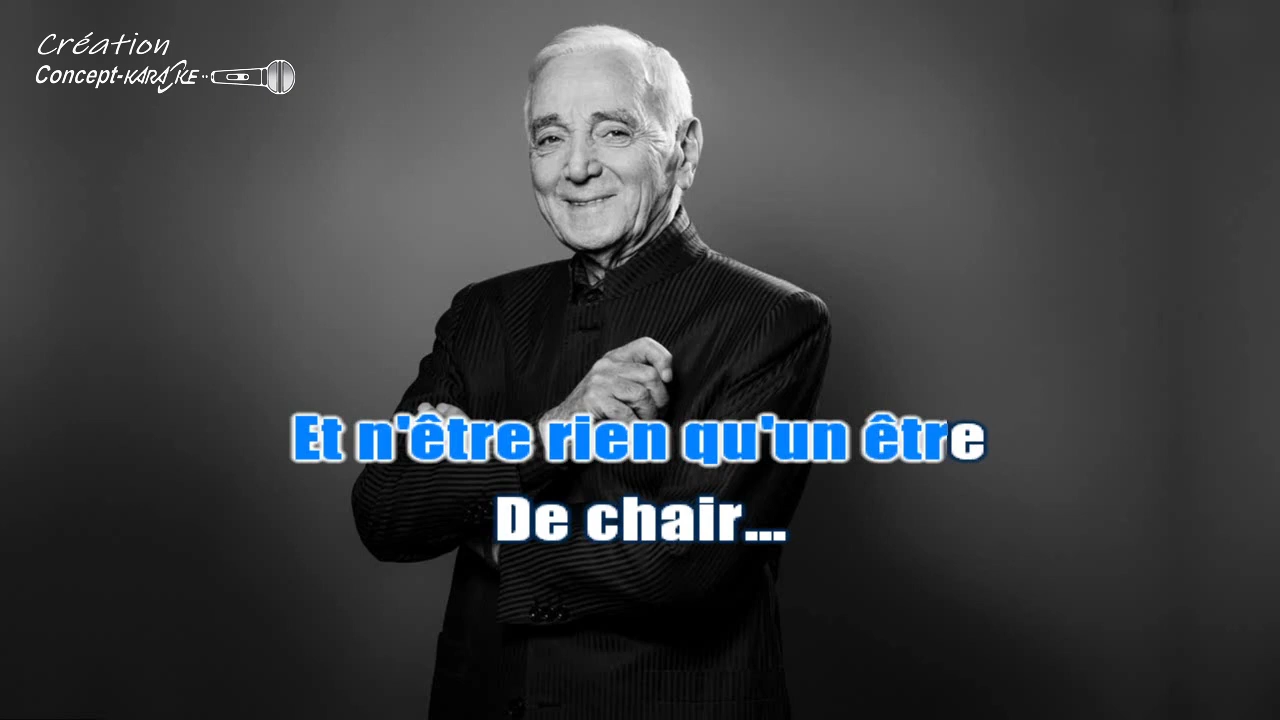 Création
Concept-KARAOKE
Et n'être rien qu'un être
De chair...